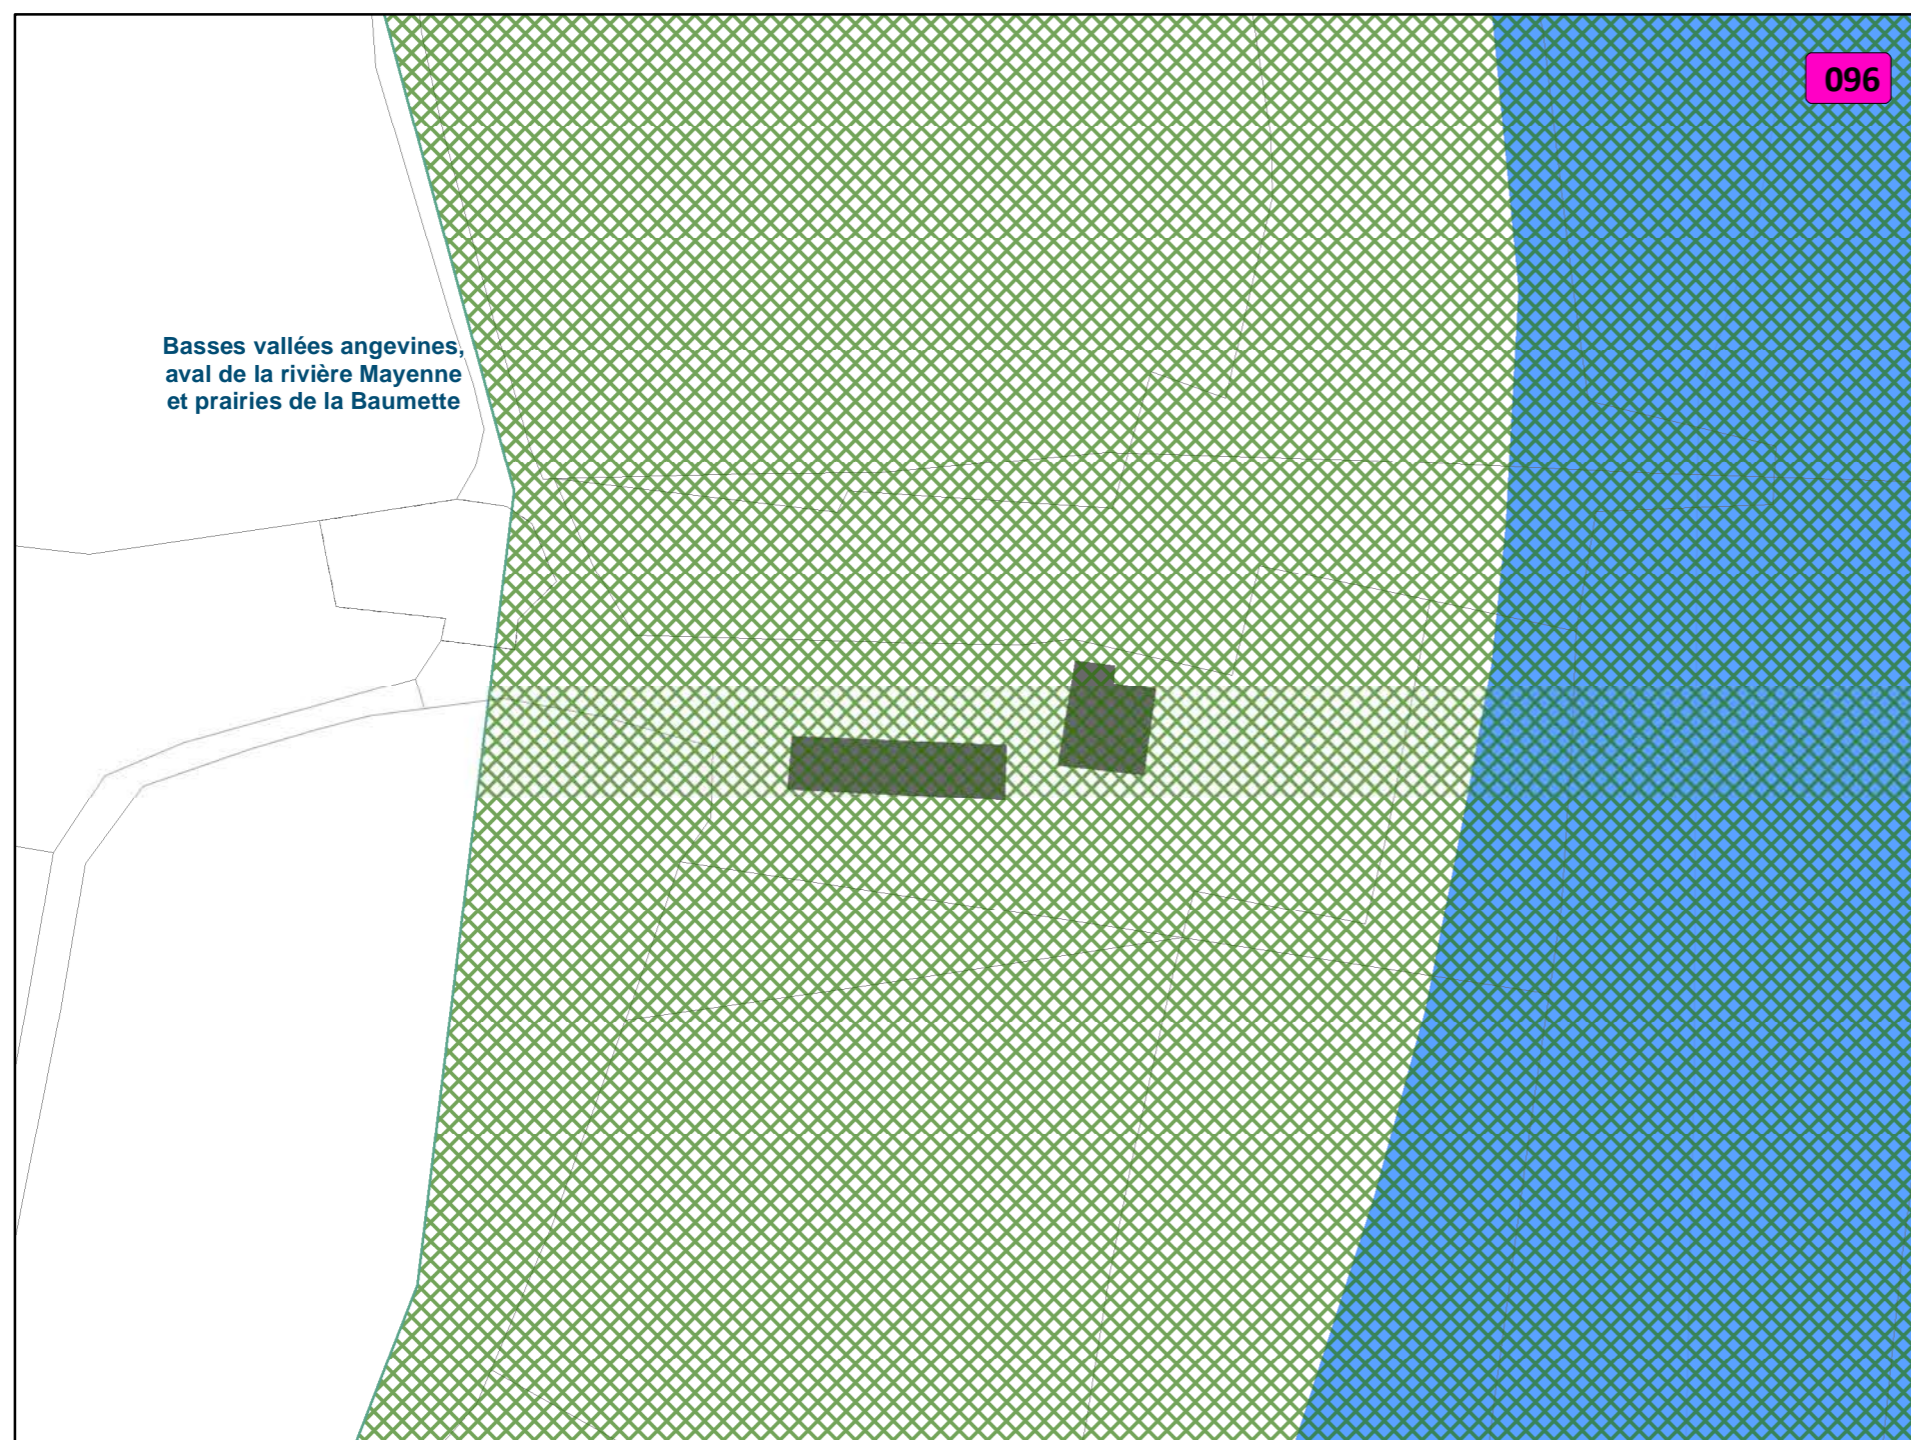 096
Basses vallées angevines,
aval de la rivière Mayenne
et prairies de la Baumette